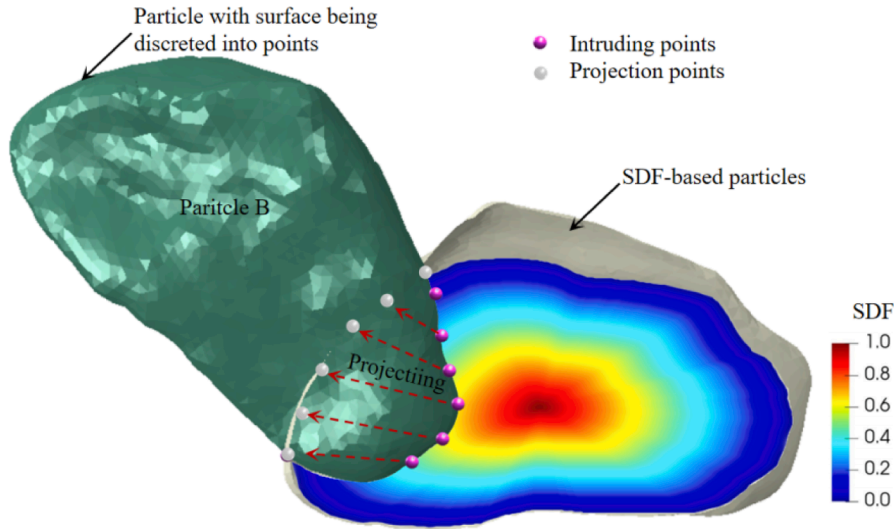 Particle with surface being
discreted into points
Intruding points
Projection points
SDF-based particles
Paritcle B
Projectiing
SDF
1.0
0.8
0.6
0.4
0.2
0.0